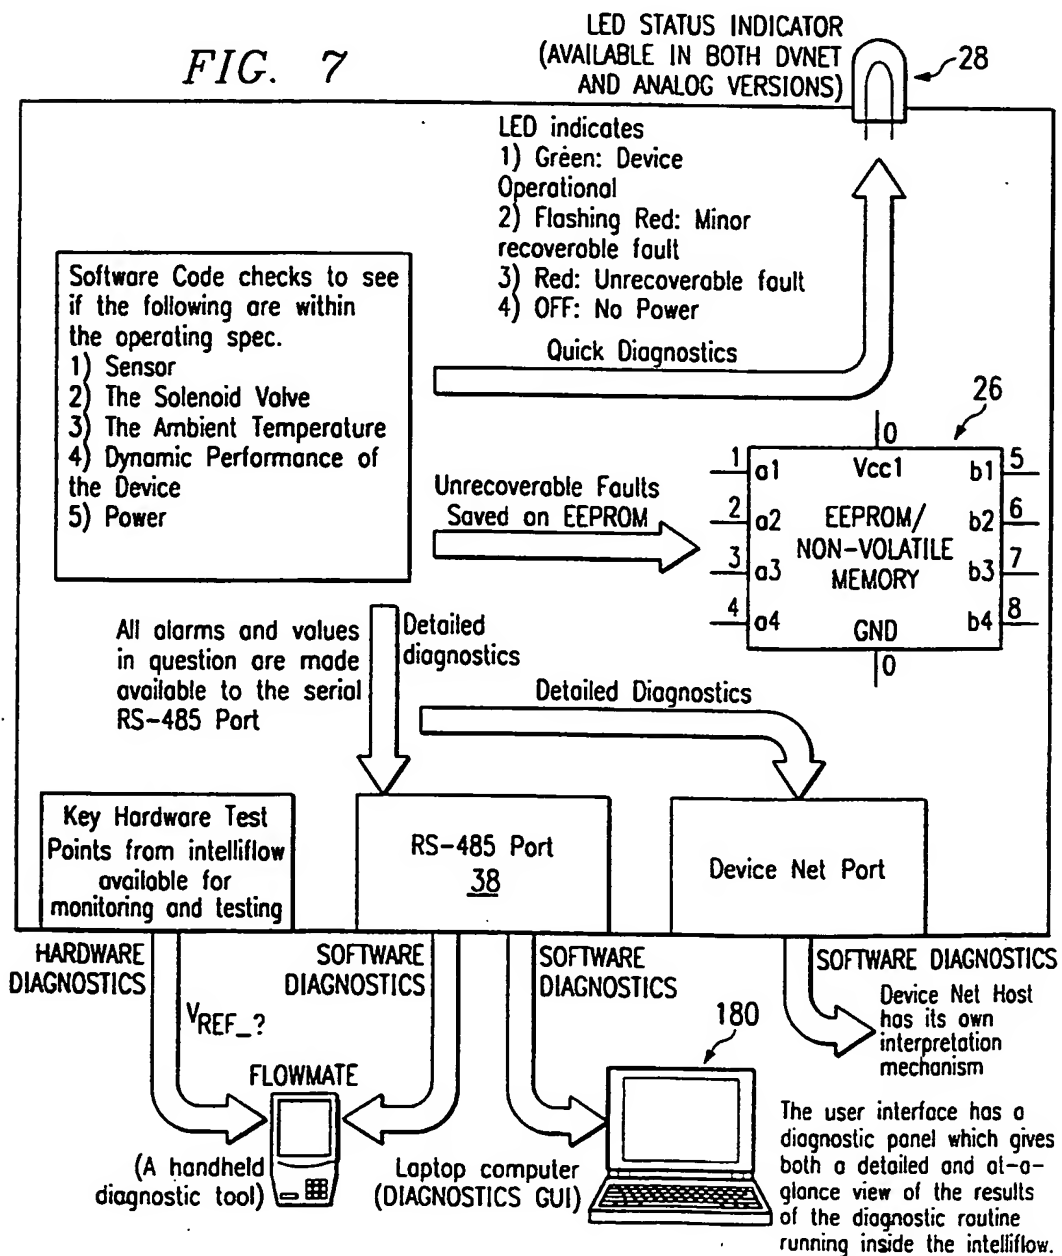 FIG. 7
LED STATUS INDICATOR
(AVAILABLE IN BOTH DVNET
AND ANALOG VERSIONS)
28
LED indicates
1) Green: Device
Operational
2) Flashing Red: Minor
recoverable fault
3) Red: Unrecoverable fault
4) OFF: No Power
Software Code checks to see
if the following are within
the operating spec.
1) Sensor
2) The Solenoid Valve
3) The Ambient Temperature
4) Dynamic Performance of
the Device
5) Power
Quick Diagnostics
26
Unrecoverable Faults
Saved on EEPROM
0
Vcc1
1 a1
2 a2
3 a3
4 a4
EEPROM/
NON-VOLATILE
MEMORY
b1 5
b2 6
b3 7
b4 8
GND
0
All alarms and values
in question are made
available to the serial
RS-485 Port
Detailed
diagnostics
Detailed Diagnostics
Key Hardware Test
Points from intelliflow
available for
monitoring and testing
RS-485 Port
38
Device Net Port
HARDWARE
DIAGNOSTICS
SOFTWARE
DIAGNOSTICS
SOFTWARE
DIAGNOSTICS
SOFTWARE DIAGNOSTICS
Device Net Host
has its own
interpretation
mechanism
VREF_?
FLOWMATE
(A handheld
diagnostic tool)
180
Laptop computer
(DIAGNOSTICS GUI)
The user interface has a
diagnostic panel which gives
both a detailed and at-a-
glance view of the results
of the diagnostic routine
running inside the intelliflow.